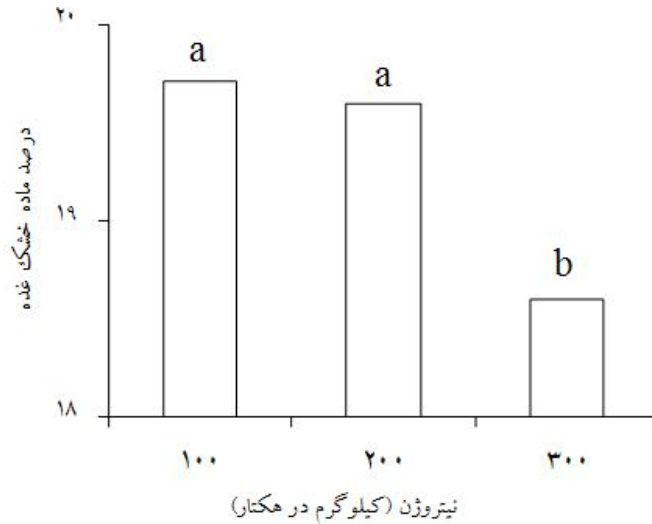 ۲۰
a
a
۱۹
b
۱۸
درصد ماده خشک غده
۱۰۰
۲۰۰
۳۰۰
نیتروژن (کیلوگرم در هکتار)